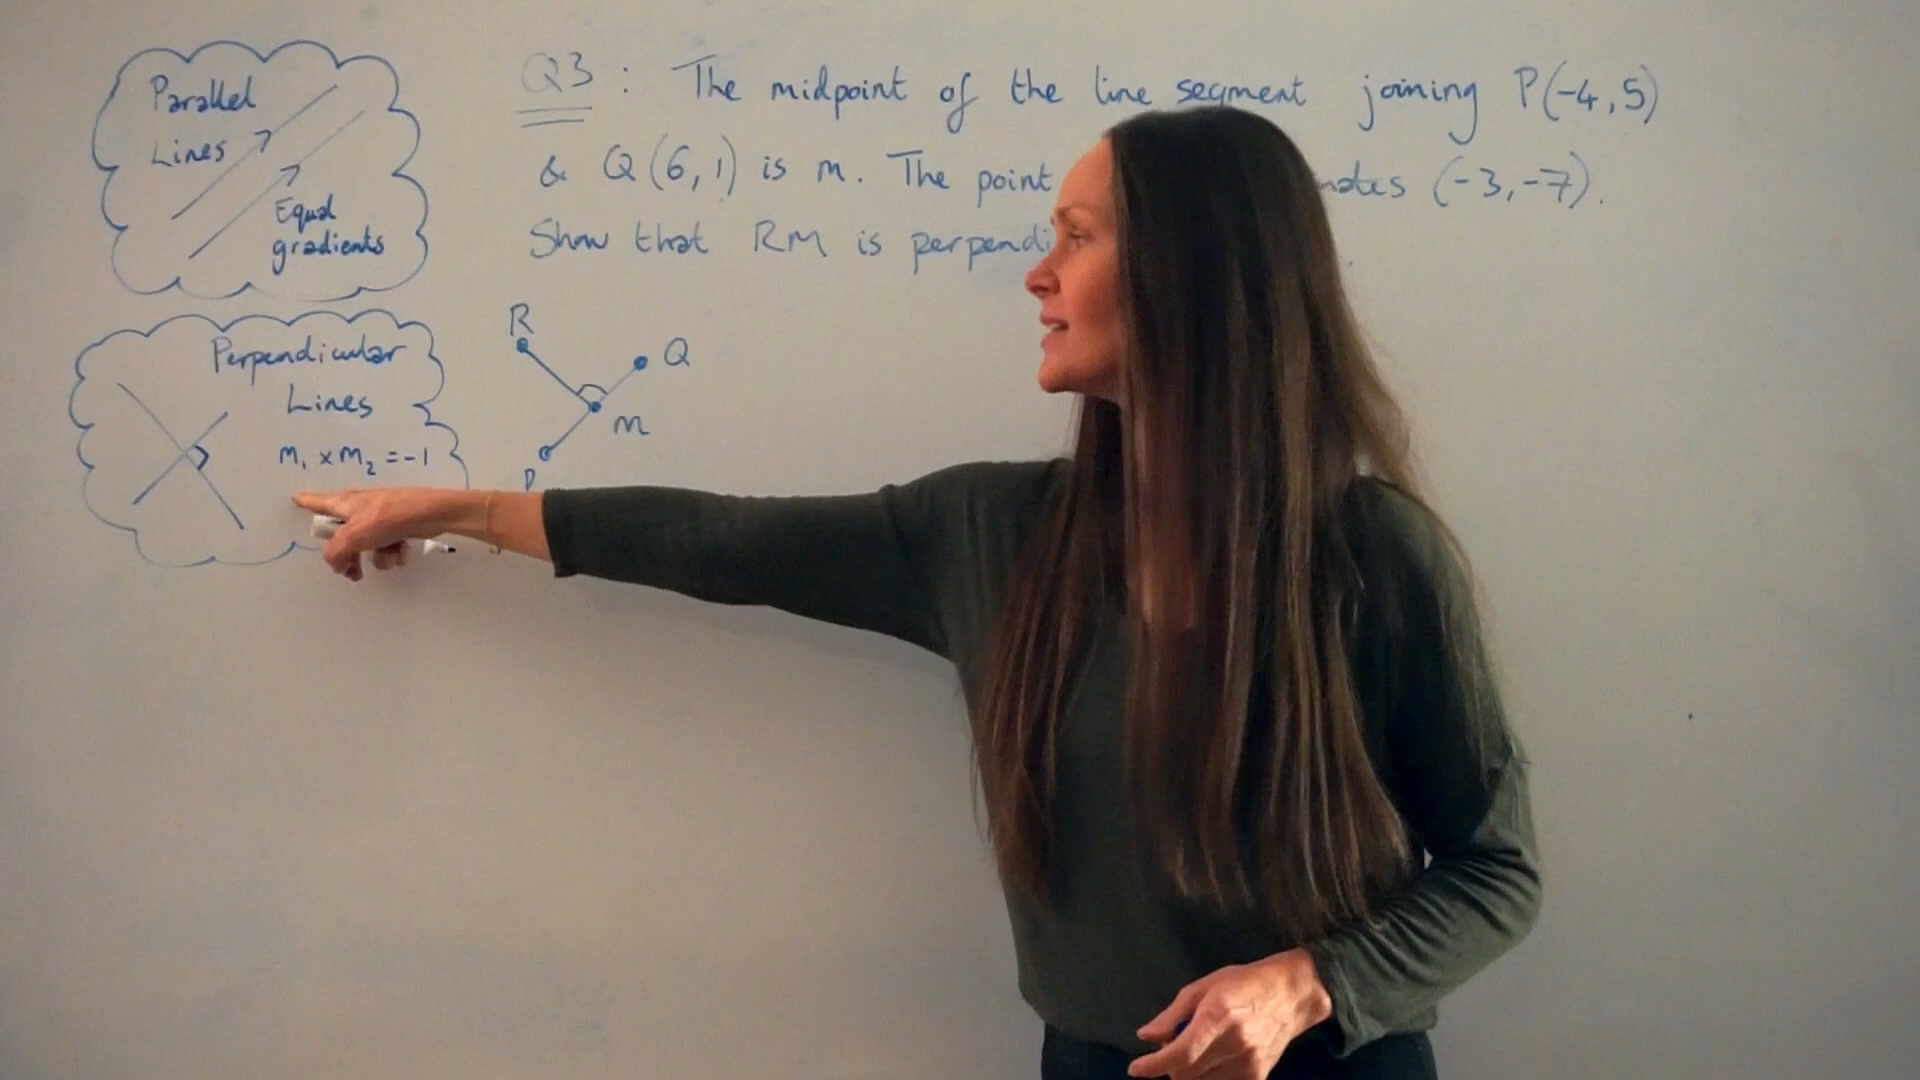 Parallel
Lines
Equal
gradients
Q3 : The midpoint of the line segment joining P(-4,5)
& Q(6,1) is M. The point (-3,-7).
Show that RM is
Perpendicular
Lines
M₁ × M₂ = -1
R
Q
M
P